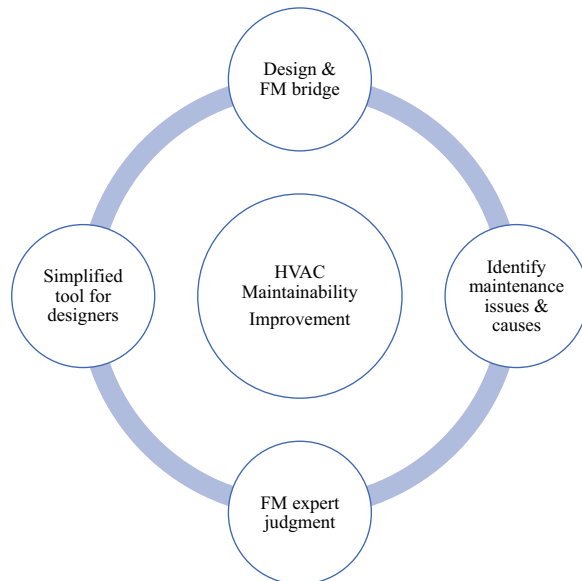 Design &
FM bridge
Simplified
tool for
designers
HVAC
Maintainability
Improvement
Identify
maintenance
issues &
causes
FM expert
judgment